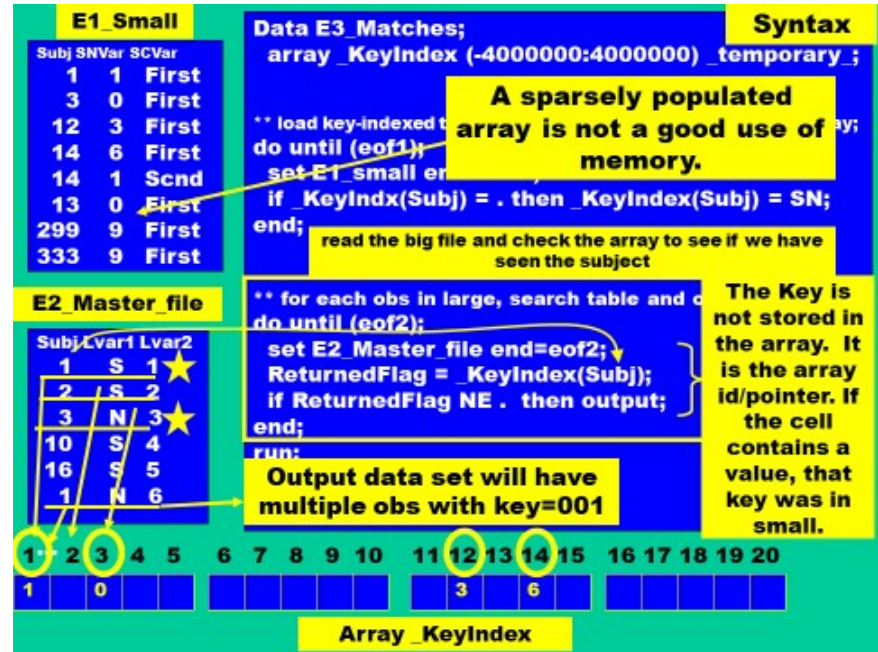 E1_Small
Subj SNVar SCVar
1 1 First
3 0 First
12 3 First
14 6 First
14 1 Scnd
13 0 First
299 9 First
333 9 First
Syntax
Data E3_Matches;
array _KeyIndex (-4000000:4000000) _temporary_;
A sparsely populated
array is not a good use of
memory.
** load key-indexed
do until (eof1);
set E1_small
if _KeyIndx(Subj) = . then _KeyIndex(Subj) = SN;
end;
read the big file and check the array to see if we have
seen the subject
E2_Master_file
Subj Lvar1 Lvar2
1 S 1
2 S 2
3 N 3
10 S 4
16 S 5
1 N 6
** for each obs in large, search table and
do until (eof2);
set E2_Master_file end=eof2;
ReturnedFlag = _KeyIndex(Subj);
if ReturnedFlag NE . then output;
end;
run;
The Key is
not stored in
the array. It
is the array
id/pointer. If
the cell
contains a
value, that
key was in
small.
Output data set will have
multiple obs with key=001
1 2 3 4 5 6 7 8 9 10 11 12 13 14 15 16 17 18 19 20
1 0 3 6
Array _KeyIndex